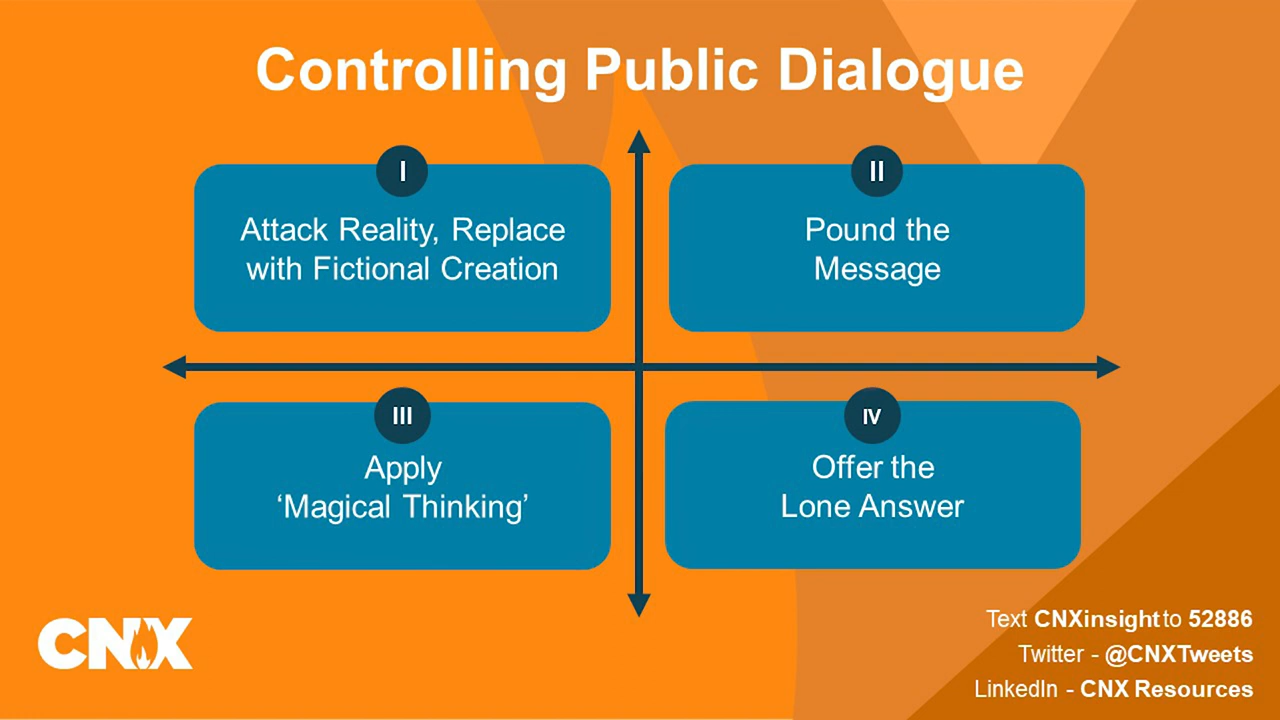 Controlling Public Dialogue
I
Attack Reality, Replace
with Fictional Creation
II
Pound the
Message
III
Apply
‘Magical Thinking’
IV
Offer the
Lone Answer
CNX
Text CNXinsight to 52886
Twitter - @CNXTweets
LinkedIn - CNX Resources